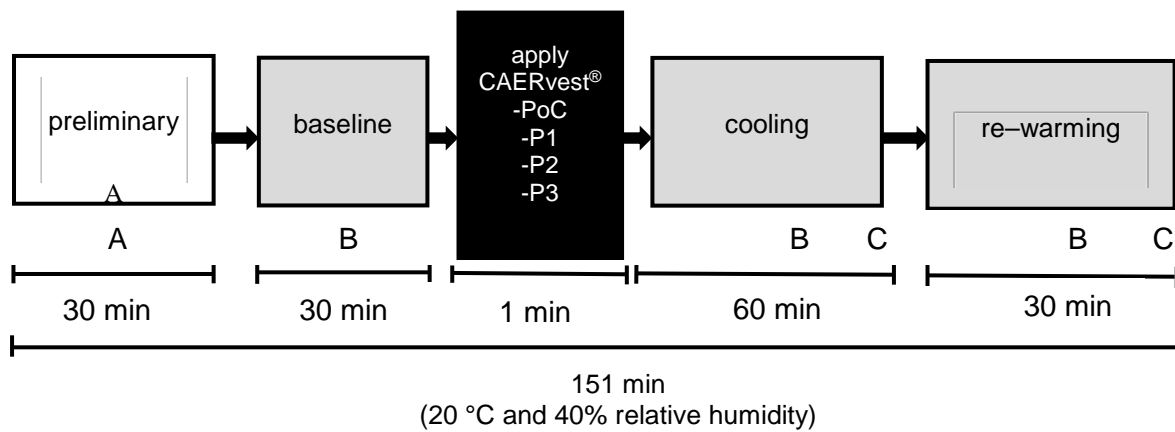 preliminary
A
baseline
apply
CAERvest®
-PoC
-P1
-P2
-P3
cooling
re–warming
A
B
B
C
B
C
30 min
30 min
1 min
60 min
30 min
151 min
(20 °C and 40% relative humidity)